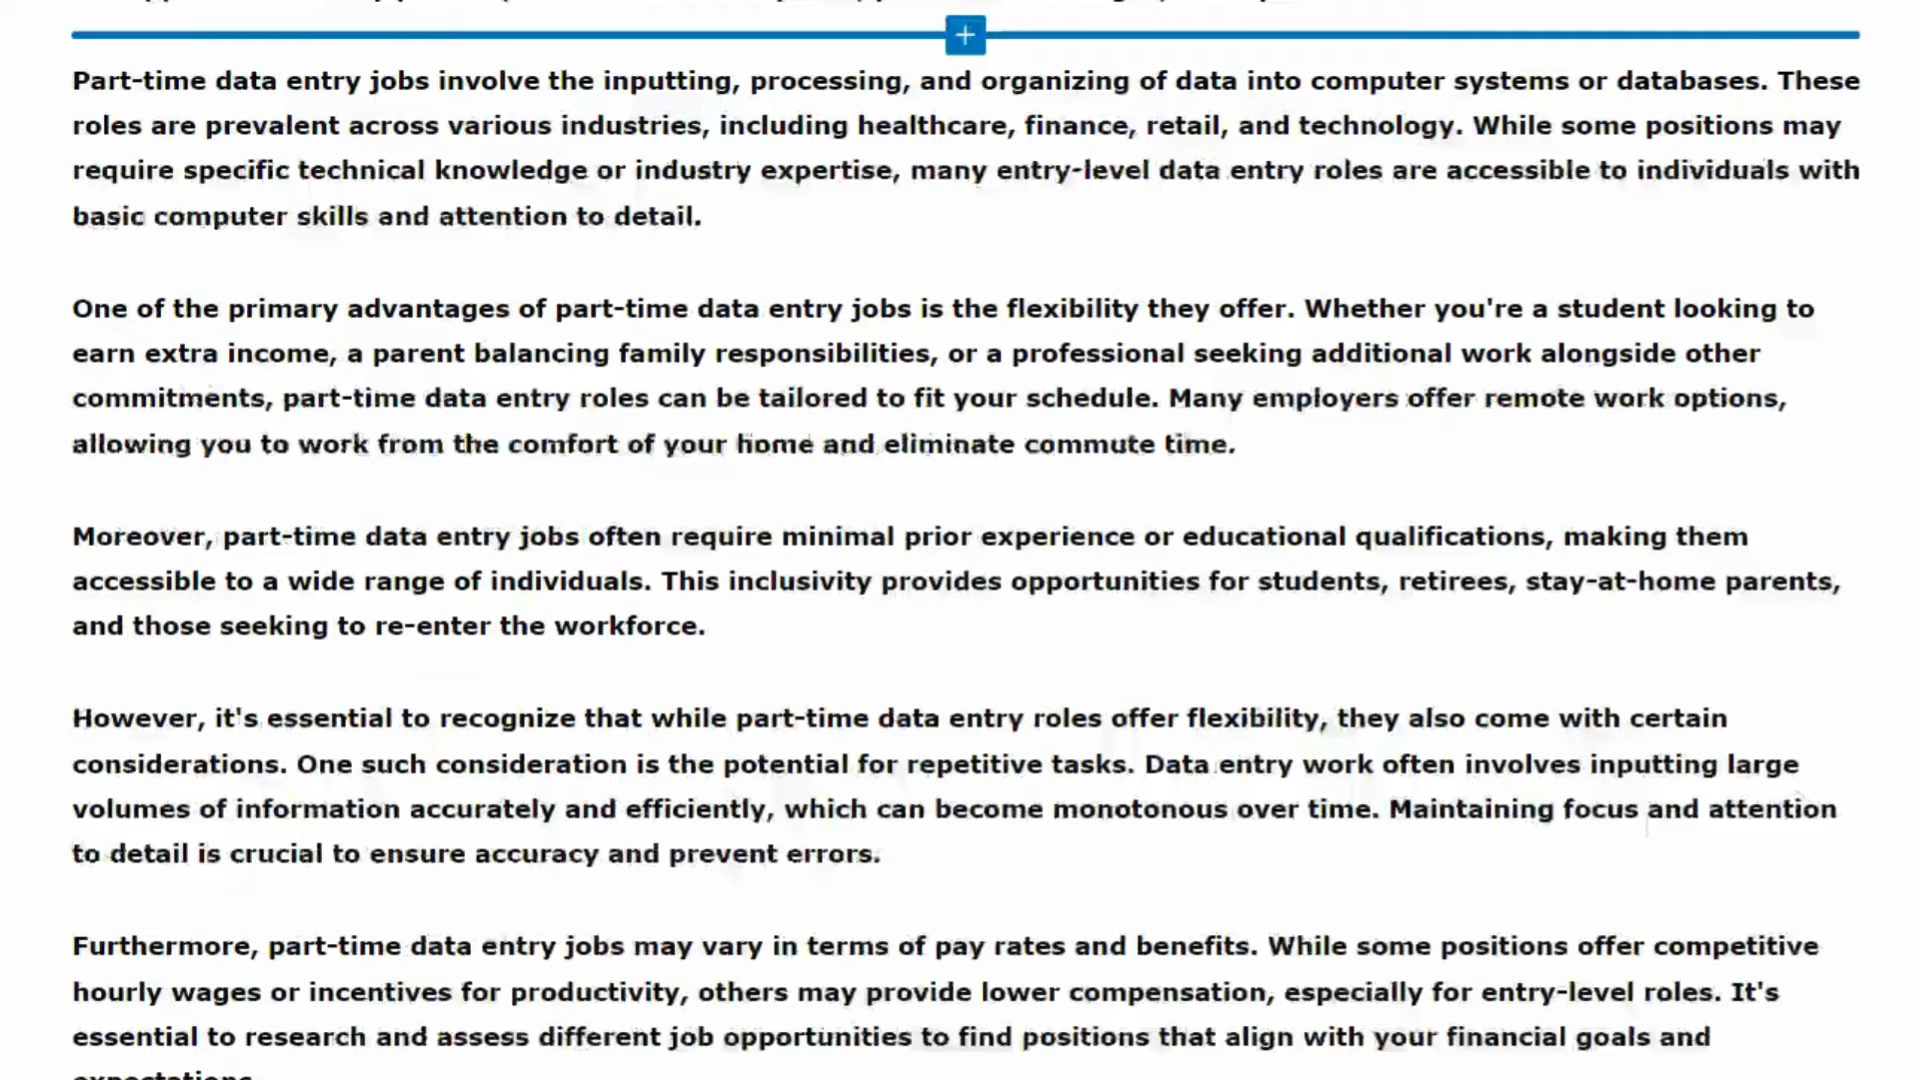 Part-time data entry jobs involve the inputting, processing, and organizing of data into computer systems or databases. These
roles are prevalent across various industries, including healthcare, finance, retail, and technology. While some positions may
require specific technical knowledge or industry expertise, many entry-level data entry roles are accessible to individuals with
basic computer skills and attention to detail.
One of the primary advantages of part-time data entry jobs is the flexibility they offer. Whether you're a student looking to
earn extra income, a parent balancing family responsibilities, or a professional seeking additional work alongside other
commitments, part-time data entry roles can be tailored to fit your schedule. Many employers offer remote work options,
allowing you to work from the comfort of your home and eliminate commute time.
Moreover, part-time data entry jobs often require minimal prior experience or educational qualifications, making them
accessible to a wide range of individuals. This inclusivity provides opportunities for students, retirees, stay-at-home parents,
and those seeking to re-enter the workforce.
However, it's essential to recognize that while part-time data entry roles offer flexibility, they also come with certain
considerations. One such consideration is the potential for repetitive tasks. Data entry work often involves inputting large
volumes of information accurately and efficiently, which can become monotonous over time. Maintaining focus and attention
to detail is crucial to ensure accuracy and prevent errors.
Furthermore, part-time data entry jobs may vary in terms of pay rates and benefits. While some positions offer competitive
hourly wages or incentives for productivity, others may provide lower compensation, especially for entry-level roles. It's
essential to research and assess different job opportunities to find positions that align with your financial goals and
expectations.